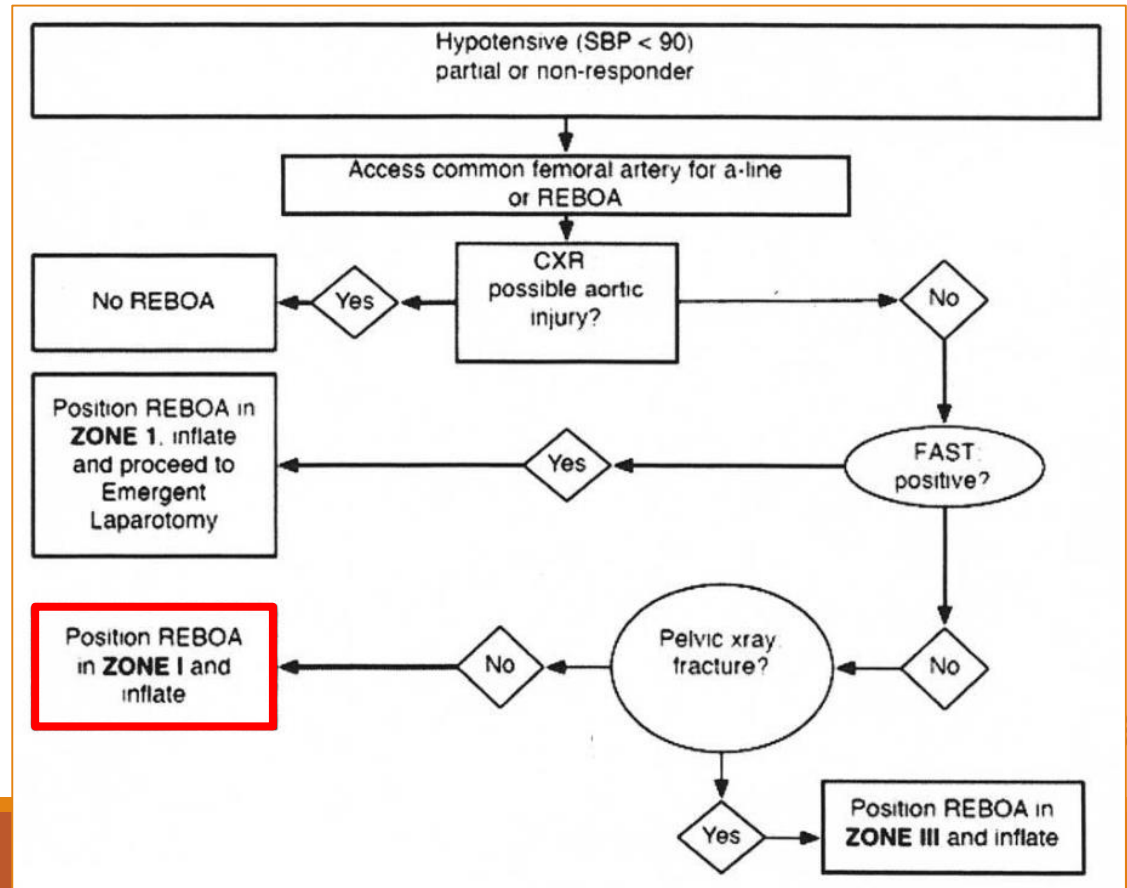 Hypotensive (SBP < 90)
partial or non-responder
Access common femoral artery for a-line
or REBOA
CXR
possible aortic
injury?
Yes
No REBOA
No
FAST:
positive?
Yes
Position REBOA in
ZONE 1, inflate
and proceed to
Emergent
Laparotomy
No
Pelvic xray
fracture?
No
Position REBOA
in ZONE I and
inflate
Yes
Position REBOA in
ZONE III and inflate